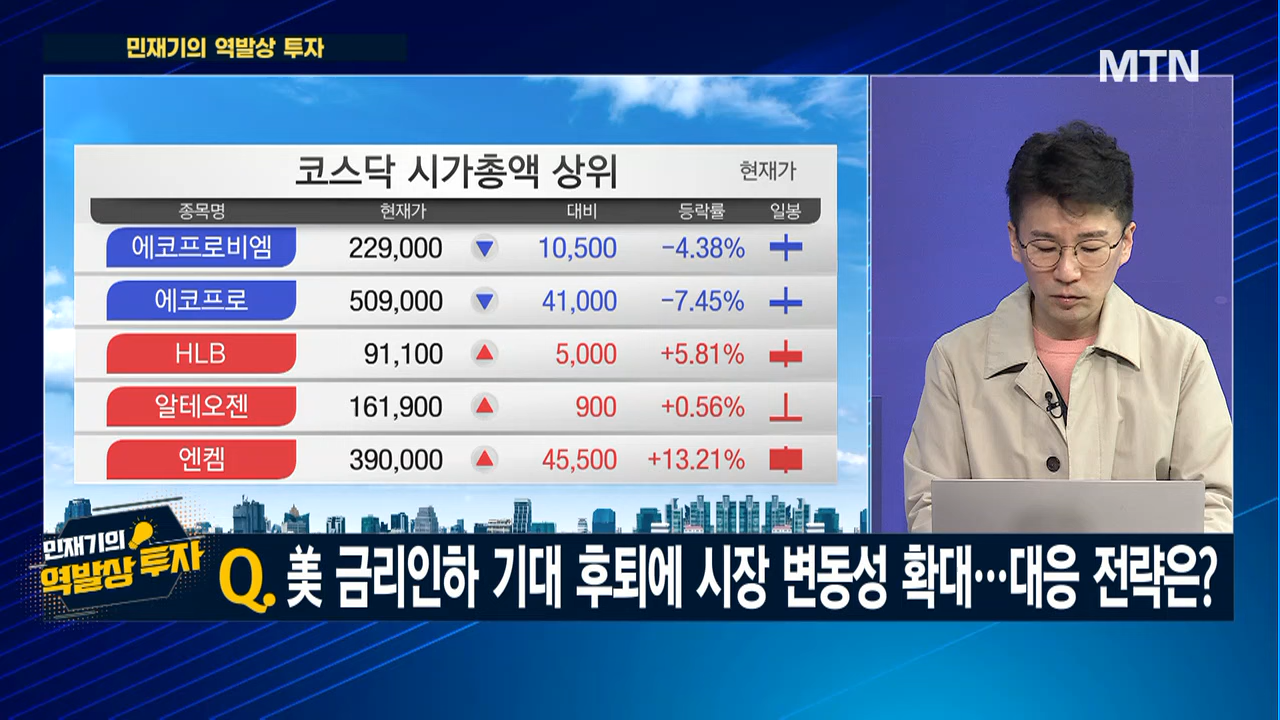 민재기의 역발상 투자
MTN
코스닥 시가총액 상위 현재가
종목명 현재가 대비 등락률 일봉
에코프로비엠 229,000 ▼ 10,500 -4.38%
에코프로 509,000 ▼ 41,000 -7.45%
HLB 91,100 ▲ 5,000 +5.81%
알테오젠 161,900 ▲ 900 +0.56%
엔켐 390,000 ▲ 45,500 +13.21%
민재기의
역발상 투자
Q. 美 금리인하 기대 후퇴에 시장 변동성 확대…대응 전략은?